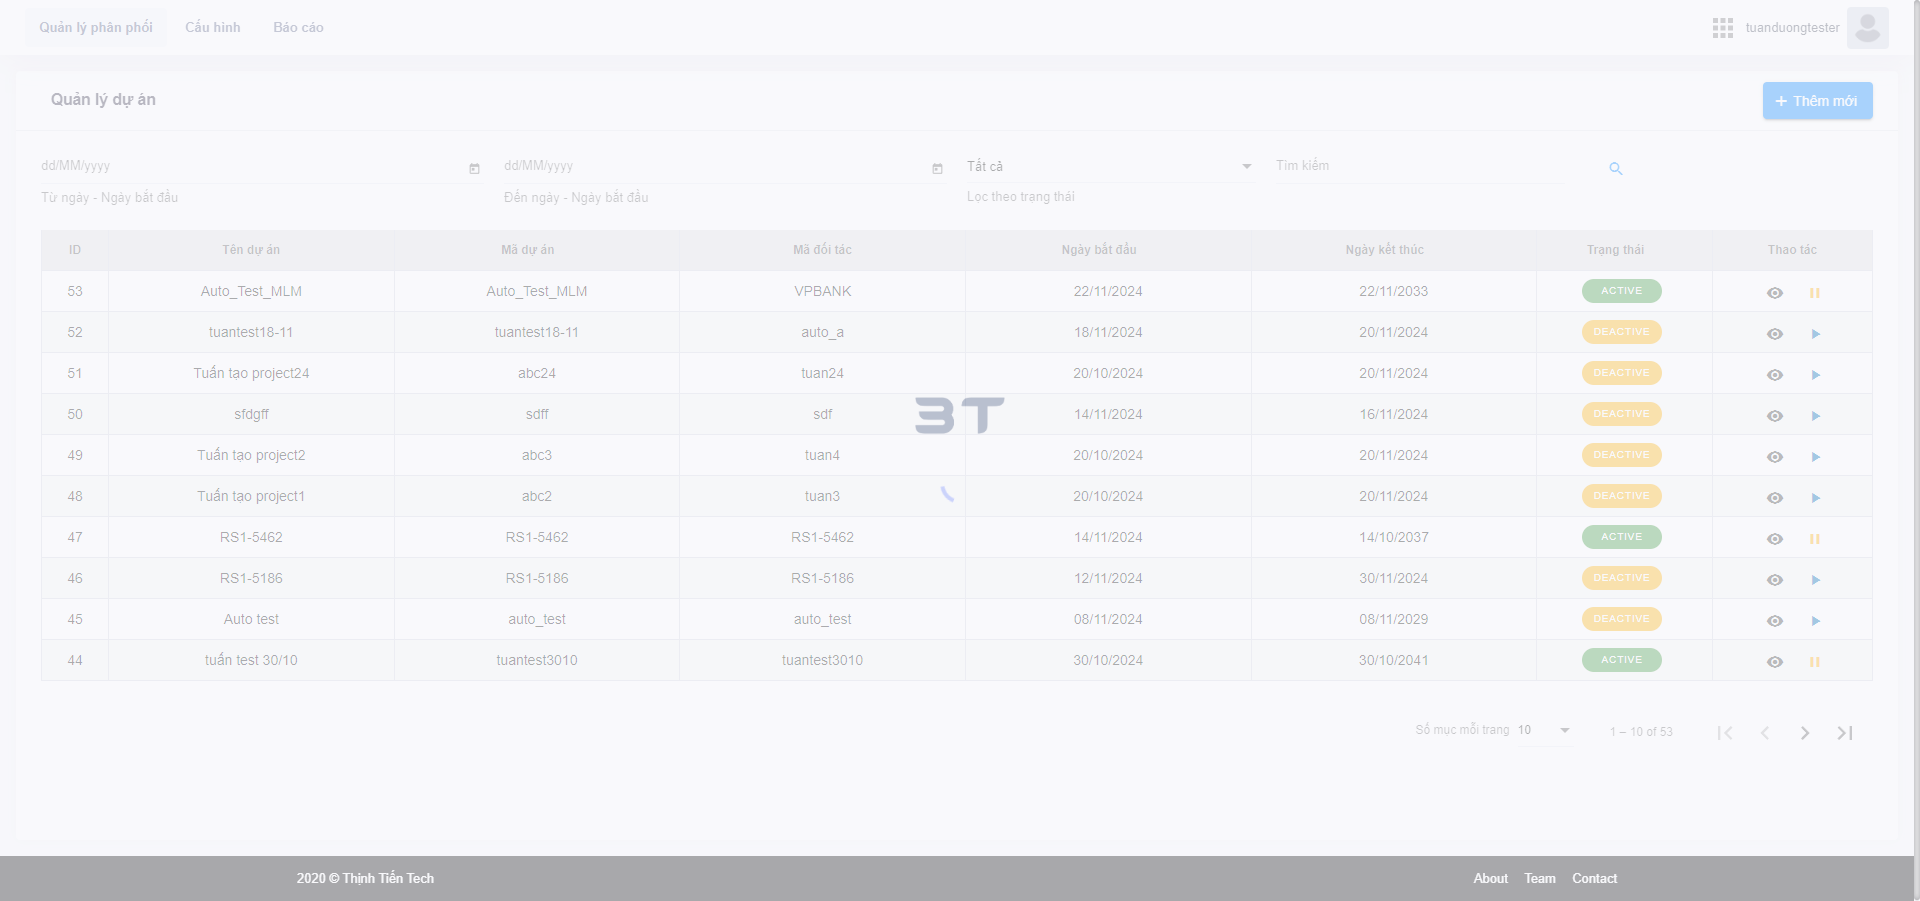 Quản lý phân phối Cấu hình Báo cáo tuanduongtester
Quản lý dự án + Thêm mới
dd/MM/yyyy dd/MM/yyyy Tất cả Tìm kiếm
Từ ngày - Ngày bắt đầu Đến ngày - Ngày bắt đầu Lọc theo trạng thái
ID Tên dự án Mã dự án Mã đối tác Ngày bắt đầu Ngày kết thúc Trạng thái Thao tác
53 Auto_Test_MLM Auto_Test_MLM VPBANK 22/11/2024 22/11/2033 ACTIVE
52 tuantest18-11 tuantest18-11 auto_a 18/11/2024 20/11/2024 DEACTIVE
51 Tuấn tạo project24 abc24 tuan24 20/10/2024 20/11/2024 DEACTIVE
50 sfdgff sdff sdf 14/11/2024 16/11/2024 DEACTIVE
3T
49 Tuấn tạo project2 abc3 tuan4 20/10/2024 20/11/2024 DEACTIVE
48 Tuấn tạo project1 abc2 tuan3 20/10/2024 20/11/2024 DEACTIVE
47 RS1-5462 RS1-5462 RS1-5462 14/11/2024 14/10/2037 ACTIVE
46 RS1-5186 RS1-5186 RS1-5186 12/11/2024 30/11/2024 DEACTIVE
45 Auto test auto_test auto_test 08/11/2024 08/11/2029 DEACTIVE
44 tuấn test 30/10 tuantest3010 tuantest3010 30/10/2024 30/10/2041 ACTIVE
Số mục mỗi trang 10 1 – 10 of 53
2020 © Thịnh Tiến Tech About Team Contact